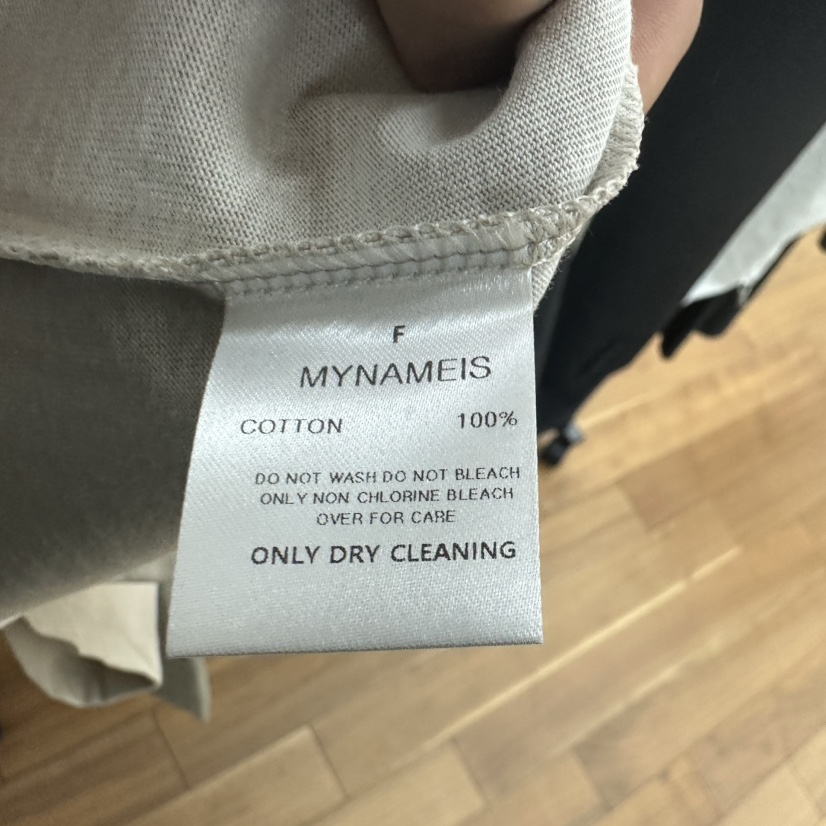 F
MYNAMEIS
COTTON 100%
DO NOT WASH DO NOT BLEACH
ONLY NON CHLORINE BLEACH
OVER FOR CARE
ONLY DRY CLEANING